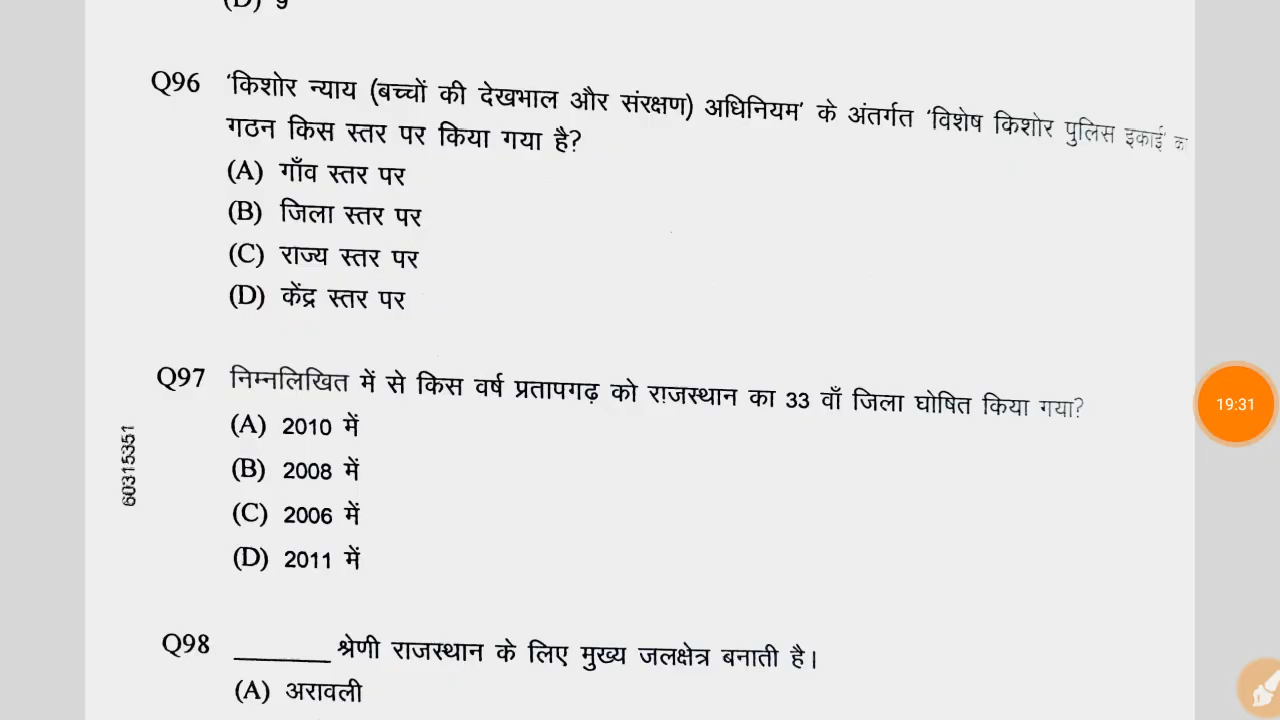 (D) 9
Q96 'किशोर न्याय (बच्चों की देखभाल और संरक्षण) अधिनियम' के अंतर्गत 'विशेष किशोर पुलिस इकाई' का
गठन किस स्तर पर किया गया है?
(A) गाँव स्तर पर
(B) जिला स्तर पर
(C) राज्य स्तर पर
(D) केंद्र स्तर पर
Q97 निम्नलिखित में से किस वर्ष प्रतापगढ़ को राजस्थान का 33 वाँ जिला घोषित किया गया?
(A) 2010 में
(B) 2008 में
(C) 2006 में
(D) 2011 में
60315351
19:31
Q98 ________ श्रेणी राजस्थान के लिए मुख्य जलक्षेत्र बनाती है।
(A) अरावली